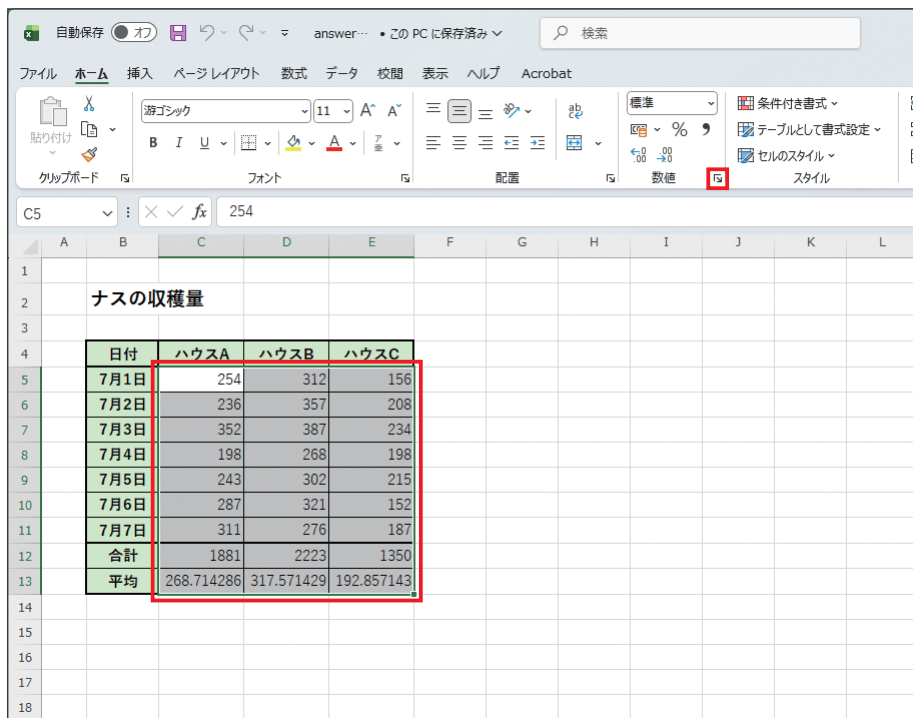 自動保存 オフ answer… • この PC に保存済み 検索
ファイル ホーム 挿入 ページ レイアウト 数式 データ 校閲 表示 ヘルプ Acrobat
貼り付け 游ゴシック 11 A A ab 標準 条件付き書式
B I U A % 9 テーブルとして書式設定
セルのスタイル
クリップボード フォント 配置 数値 スタイル
C5 fx 254
A B C D E F G H I J K L
1
2 ナスの収穫量
3
4 日付 ハウスA ハウスB ハウスC
5 7月1日 254 312 156
6 7月2日 236 357 208
7 7月3日 352 387 234
8 7月4日 198 268 198
9 7月5日 243 302 215
10 7月6日 287 321 152
11 7月7日 311 276 187
12 合計 1881 2223 1350
13 平均 268.714286 317.571429 192.857143
14
15
16
17
18